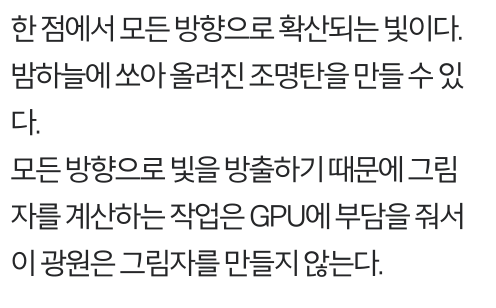 한 점에서 모든 방향으로 확산되는 빛이다.
밤하늘에 쏘아 올려진 조명탄을 만들 수 있
다.
모든 방향으로 빛을 방출하기 때문에 그림
자를 계산하는 작업은 GPU에 부담을 줘서
이 광원은 그림자를 만들지 않는다.